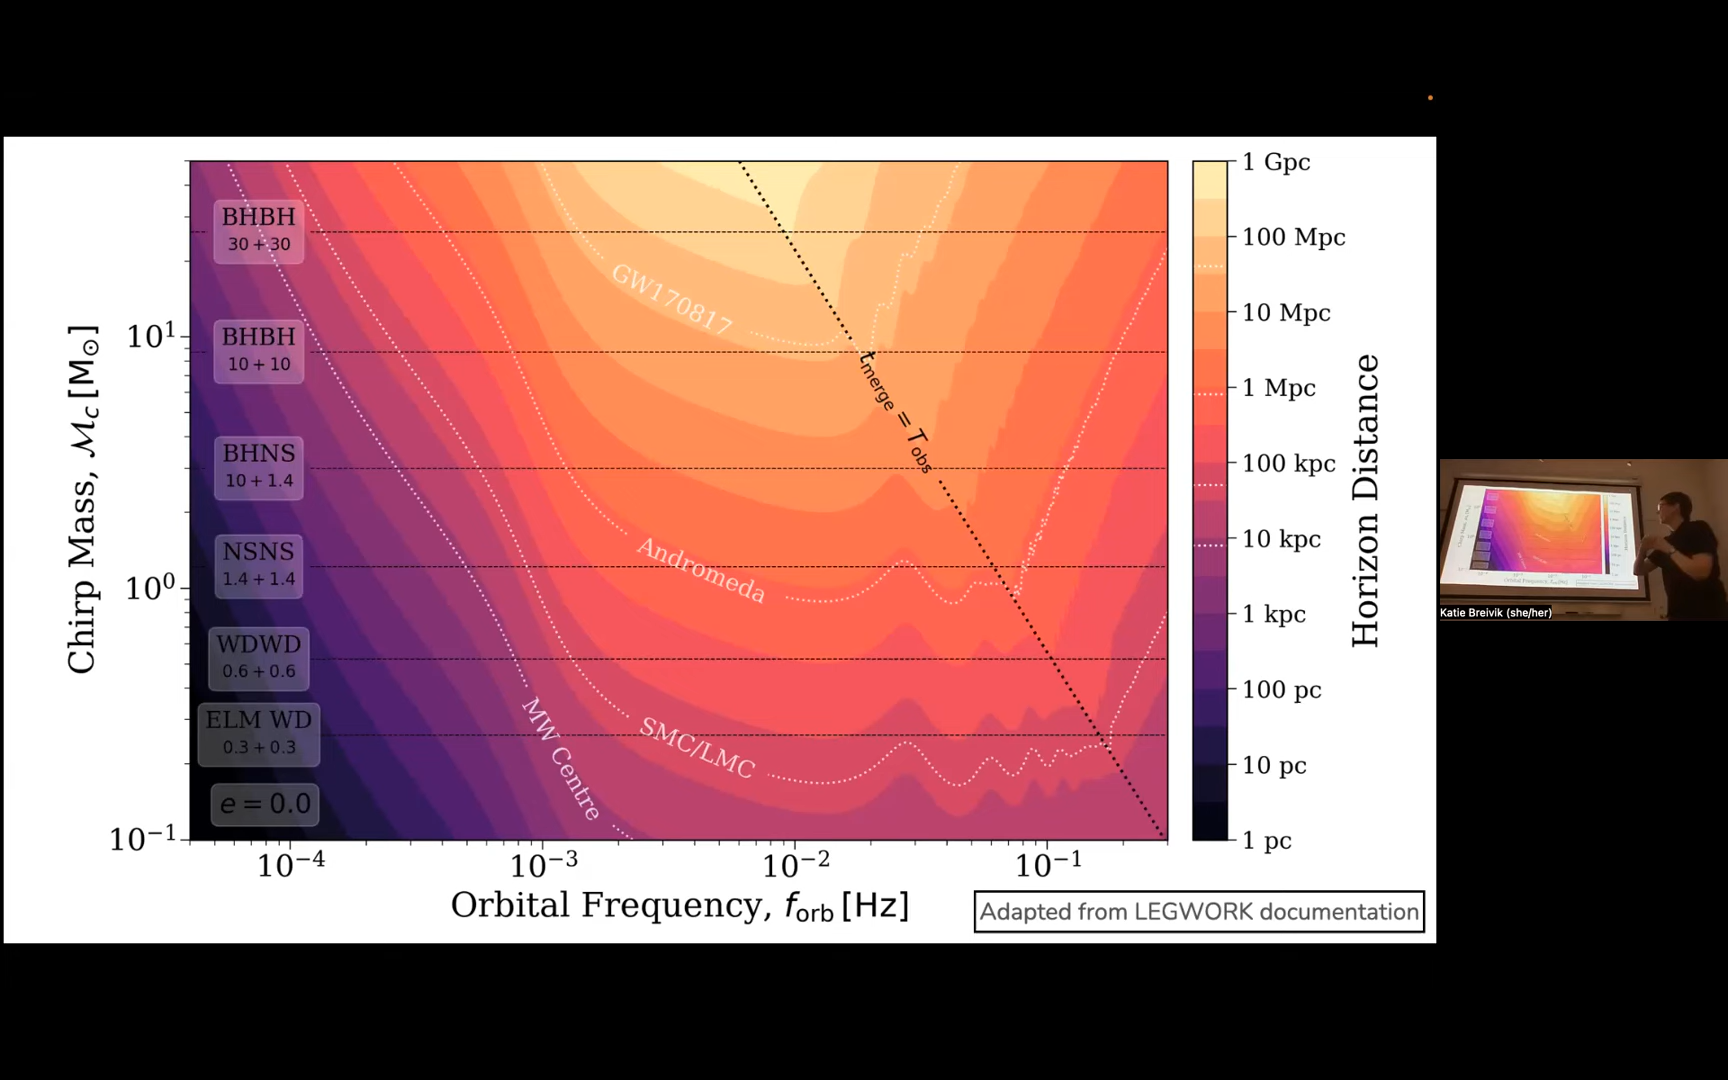 BHBH
30 + 30
BHBH
10 + 10
BHNS
10 + 1.4
NSNS
1.4 + 1.4
WDWD
0.6 + 0.6
ELM WD
0.3 + 0.3
e = 0.0
GW170817
Andromeda
SMC/LMC
MW Centre
t_merge = T_obs
Chirp Mass, ℳ_c [M_⊙]
10¹
10⁰
10⁻¹
10⁻⁴
10⁻³
10⁻²
10⁻¹
Orbital Frequency, f_orb [Hz]
1 Gpc
100 Mpc
10 Mpc
1 Mpc
100 kpc
10 kpc
1 kpc
100 pc
10 pc
1 pc
Horizon Distance
Adapted from LEGWORK documentation
Katie Breivik (she/her)